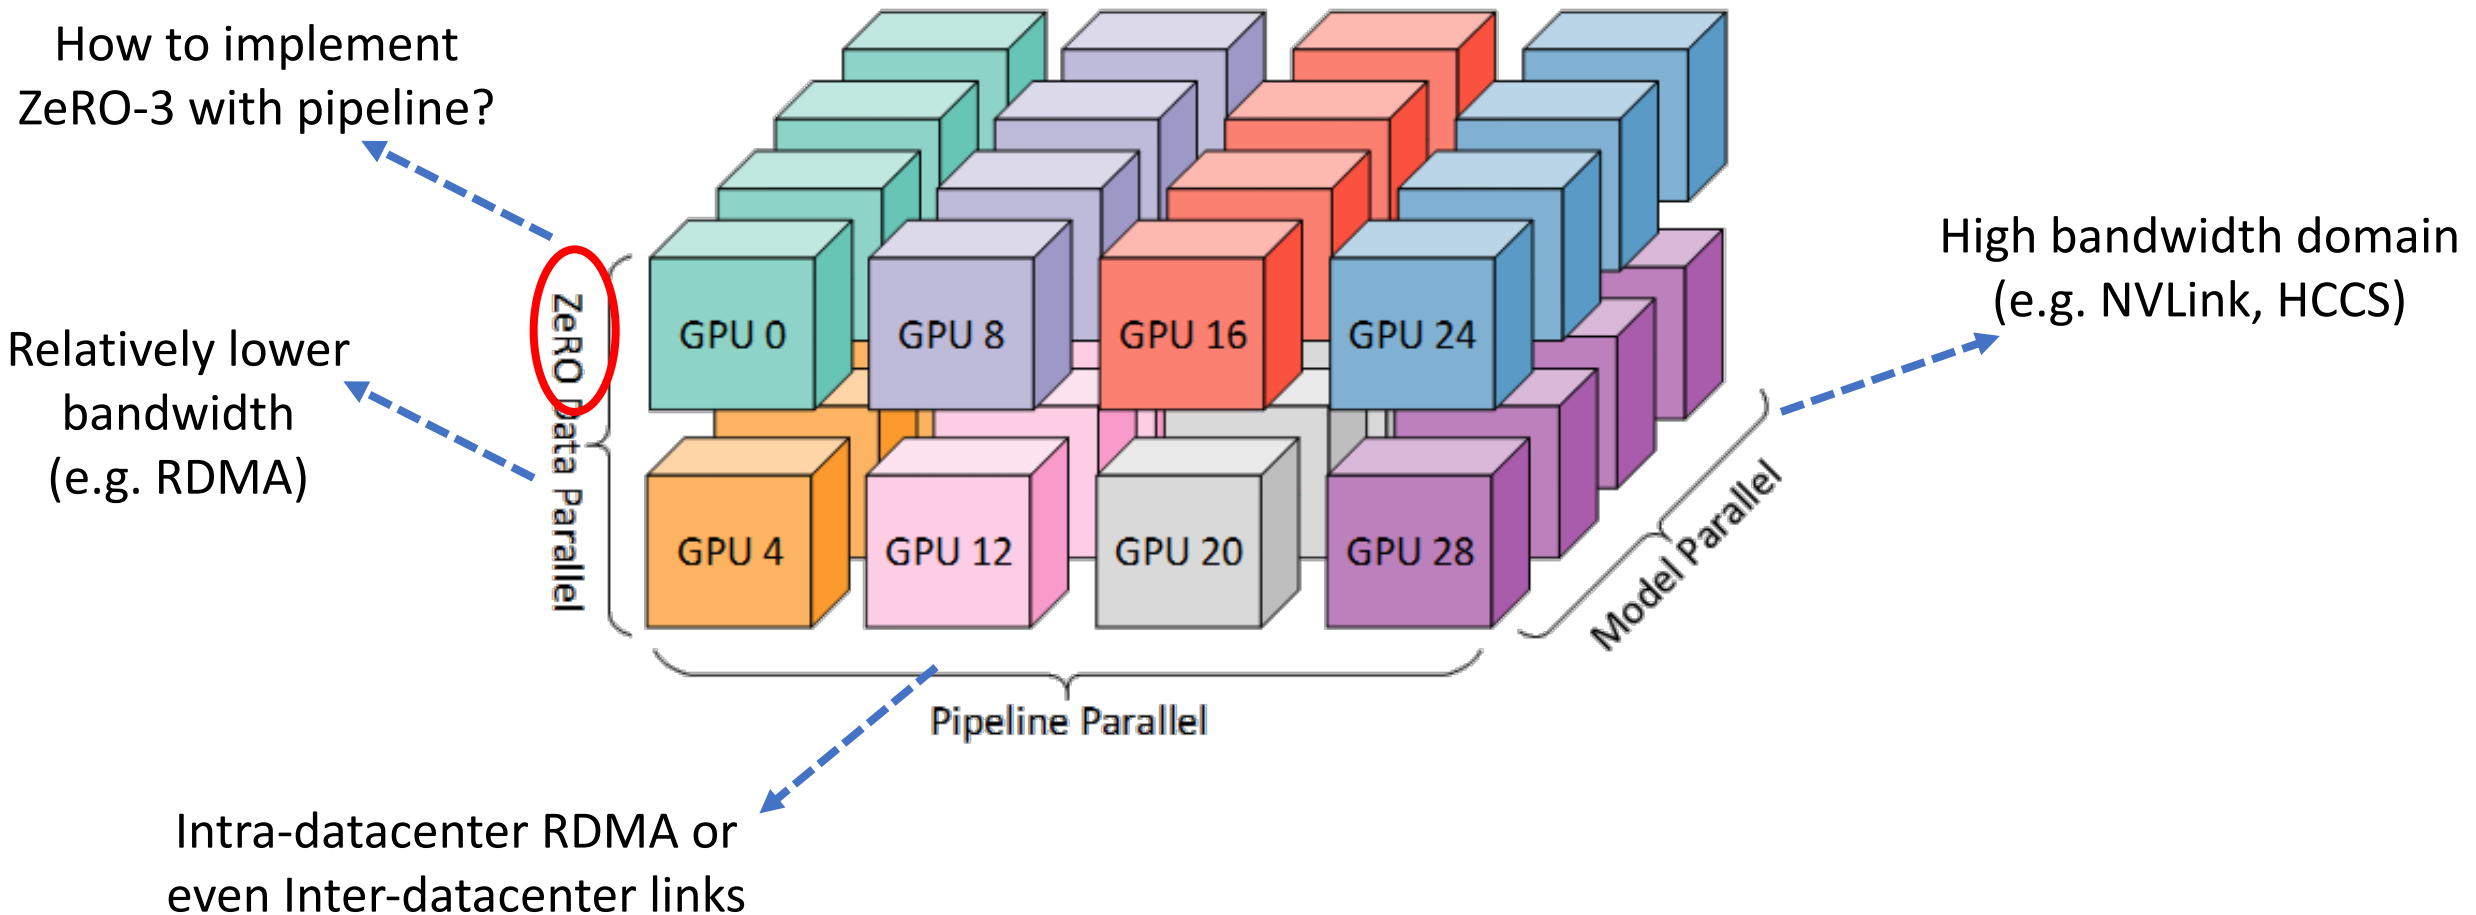 How to implement
ZeRO-3 with pipeline?
Relatively lower
bandwidth
(e.g. RDMA)
ZeRO Data Parallel
GPU 0
GPU 8
GPU 16
GPU 24
GPU 4
GPU 12
GPU 20
GPU 28
High bandwidth domain
(e.g. NVLink, HCCS)
Model Parallel
Pipeline Parallel
Intra-datacenter RDMA or
even Inter-datacenter links